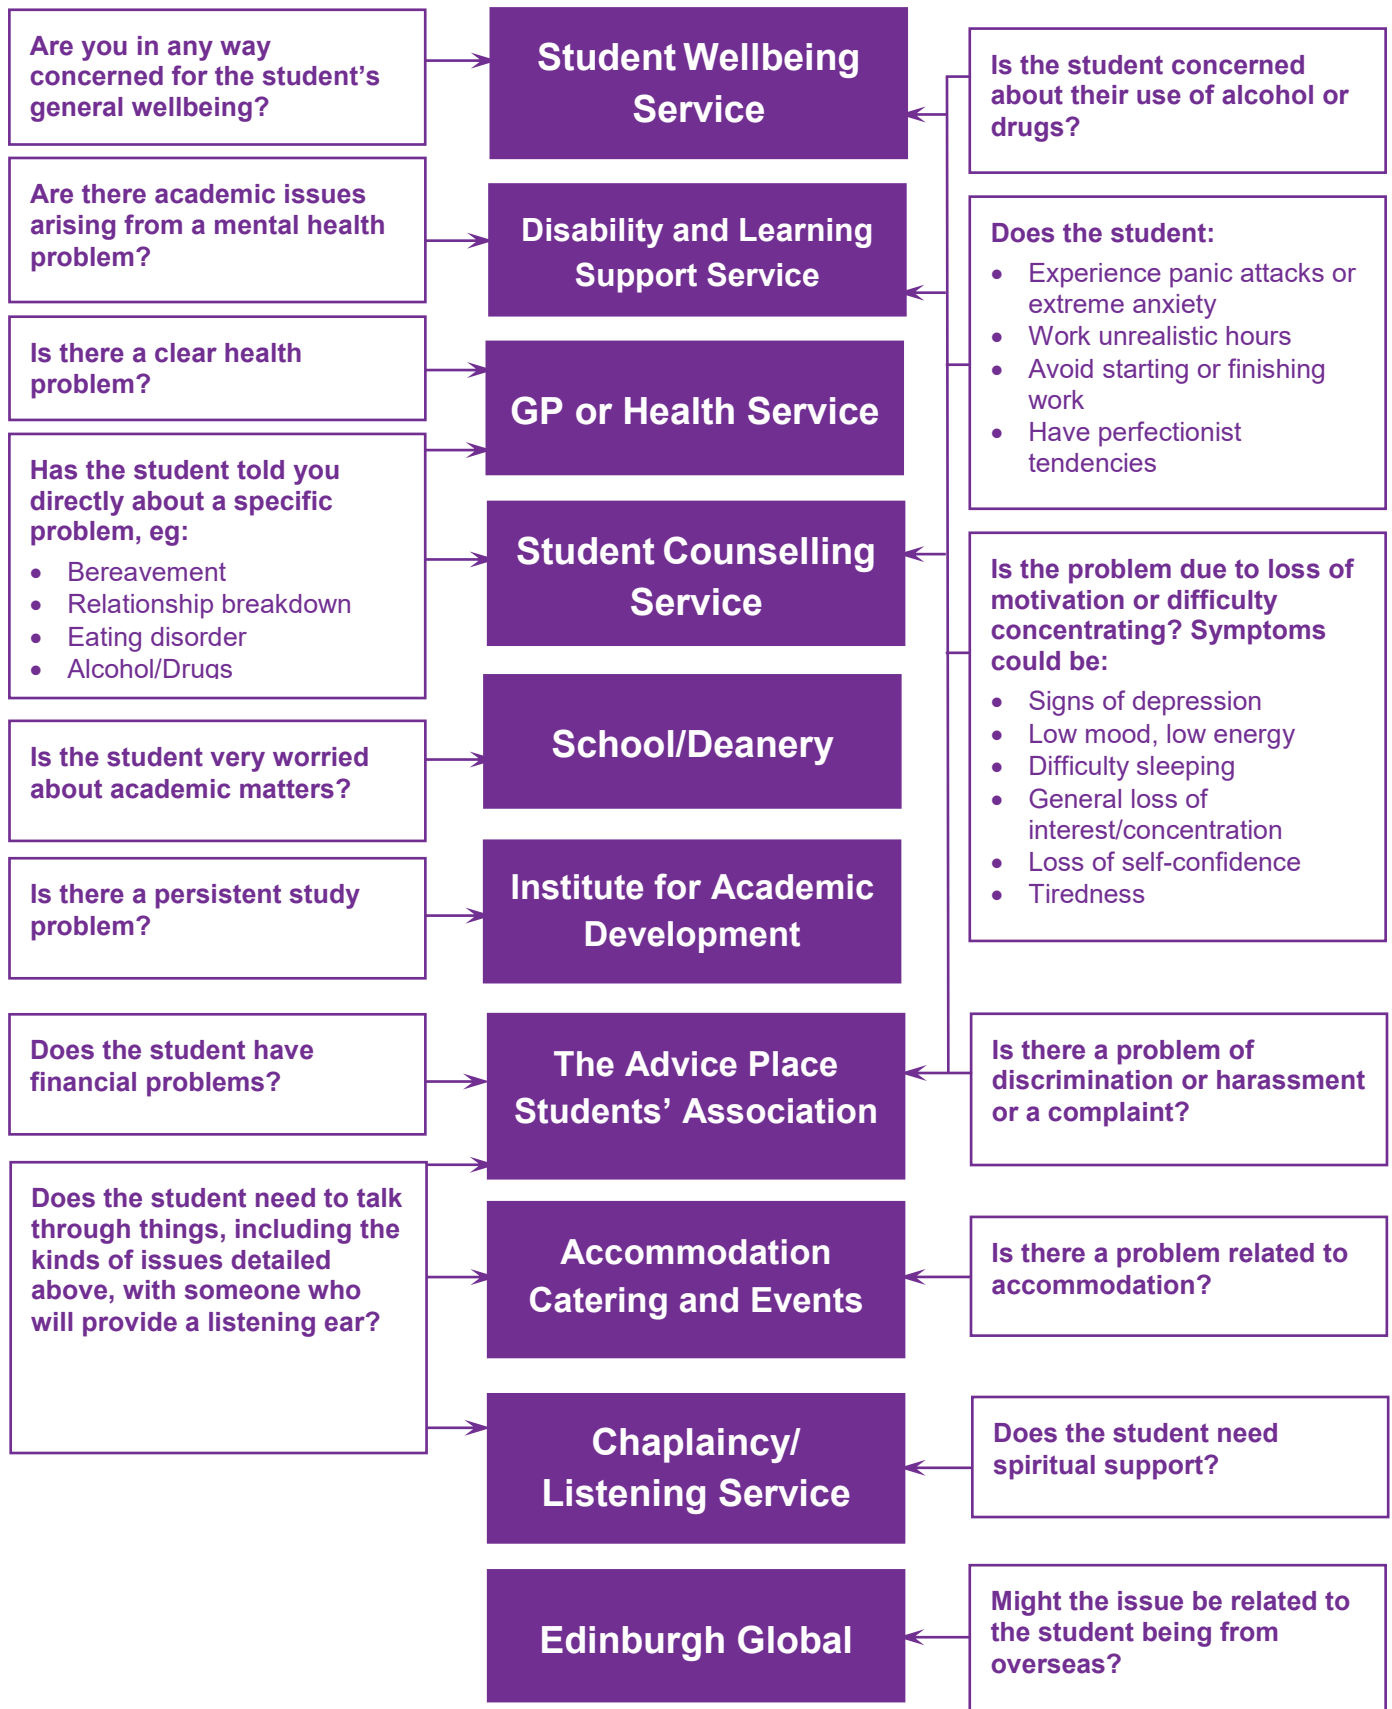 Are you in any way
concerned for the student’s
general wellbeing?
Are there academic issues
arising from a mental health
problem?
Is there a clear health
problem?
Has the student told you
directly about a specific
problem, eg:
• Bereavement
• Relationship breakdown
• Eating disorder
• Alcohol/Drugs
Is the student very worried
about academic matters?
Is there a persistent study
problem?
Does the student have
financial problems?
Does the student need to talk
through things, including the
kinds of issues detailed
above, with someone who
will provide a listening ear?
Student Wellbeing
Service
Disability and Learning
Support Service
GP or Health Service
Student Counselling
Service
School/Deanery
Institute for Academic
Development
The Advice Place
Students’ Association
Accommodation
Catering and Events
Chaplaincy/
Listening Service
Edinburgh Global
Is the student concerned
about their use of alcohol or
drugs?
Does the student:
• Experience panic attacks or
extreme anxiety
• Work unrealistic hours
• Avoid starting or finishing
work
• Have perfectionist
tendencies
Is the problem due to loss of
motivation or difficulty
concentrating? Symptoms
could be:
• Signs of depression
• Low mood, low energy
• Difficulty sleeping
• General loss of
interest/concentration
• Loss of self-confidence
• Tiredness
Is there a problem of
discrimination or harassment
or a complaint?
Is there a problem related to
accommodation?
Does the student need
spiritual support?
Might the issue be related to
the student being from
overseas?